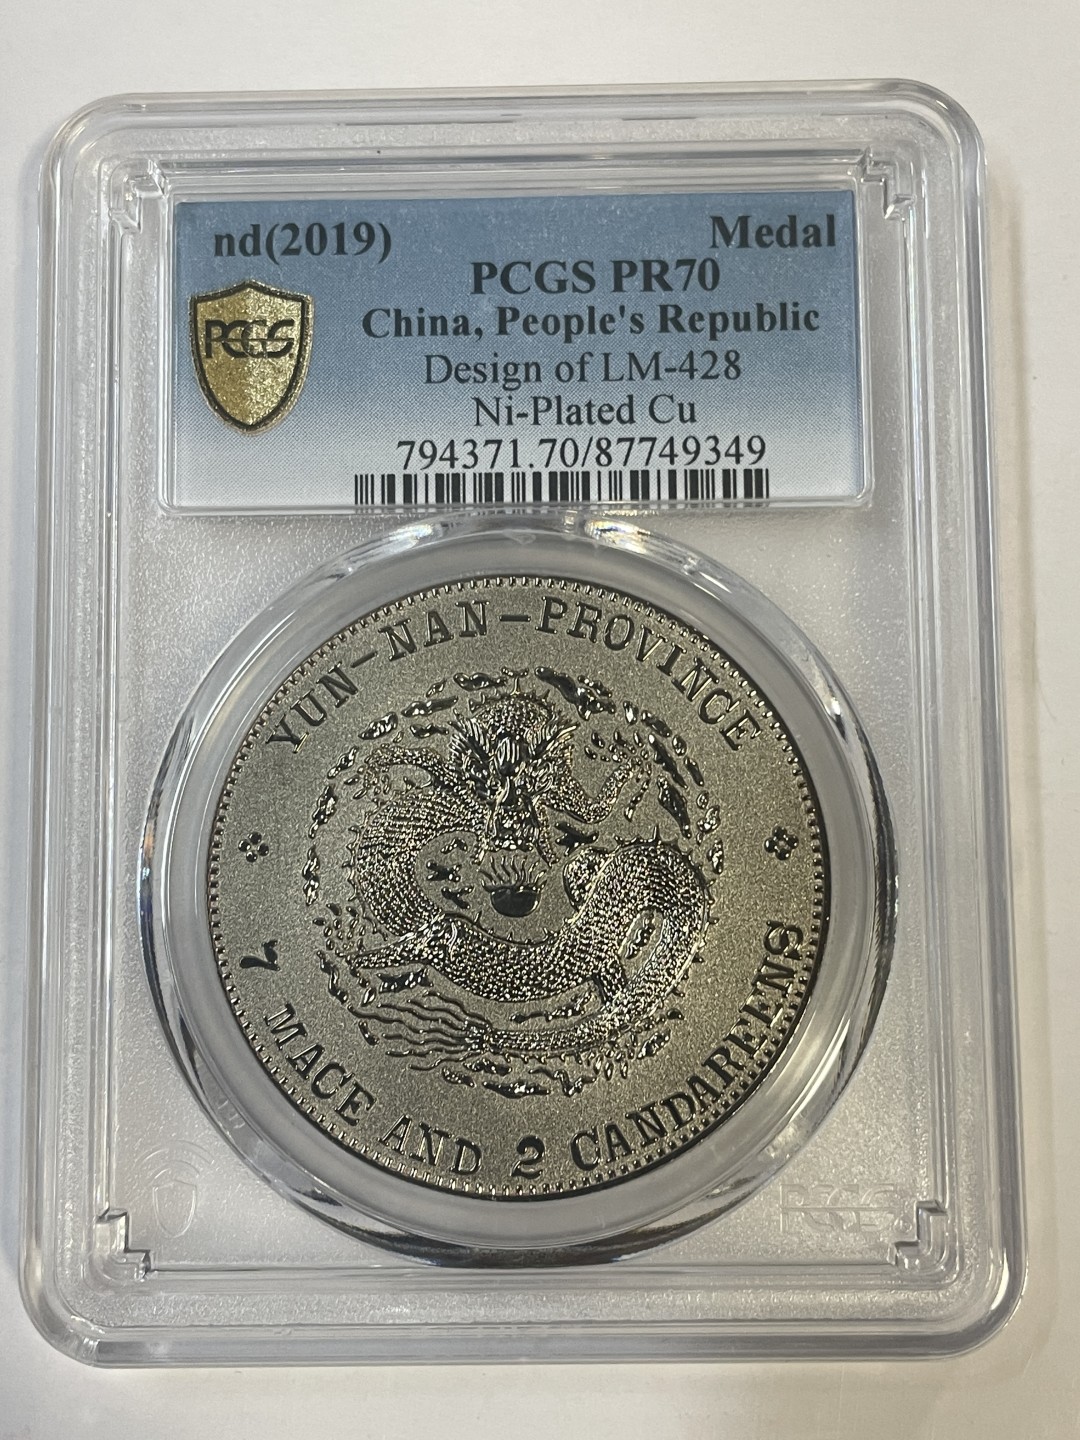 nd(2019) Medal
PCGS PR70
China, People's Republic
Design of LM-428
Ni-Plated Cu
794371.70/87749349
PCGS
YUN-NAN-PROVINCE
7 MACE AND 2 CANDAREENS
PCGS